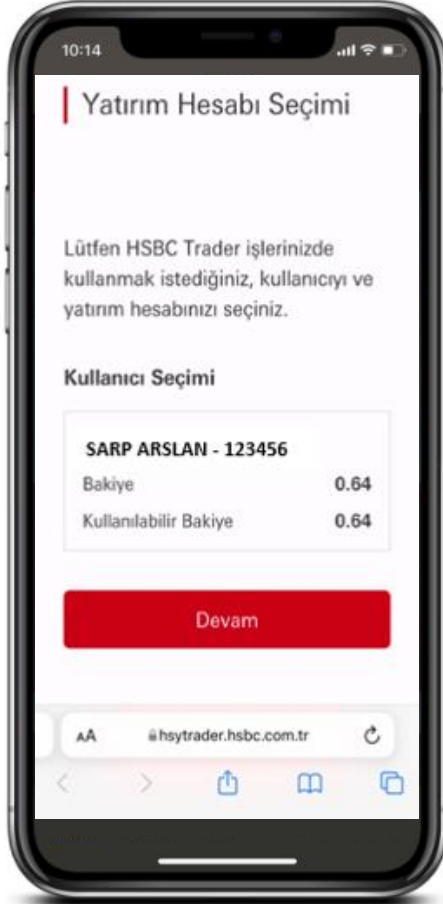 10:14
Yatırım Hesabı Seçimi
Lütfen HSBC Trader işlerinizde
kullanmak istediğiniz, kullanıcıyı ve
yatırım hesabınızı seçiniz.
Kullanıcı Seçimi
SARP ARSLAN - 123456
Bakiye 0.64
Kullanılabilir Bakiye 0.64
Devam
AA hsytrader.hsbc.com.tr